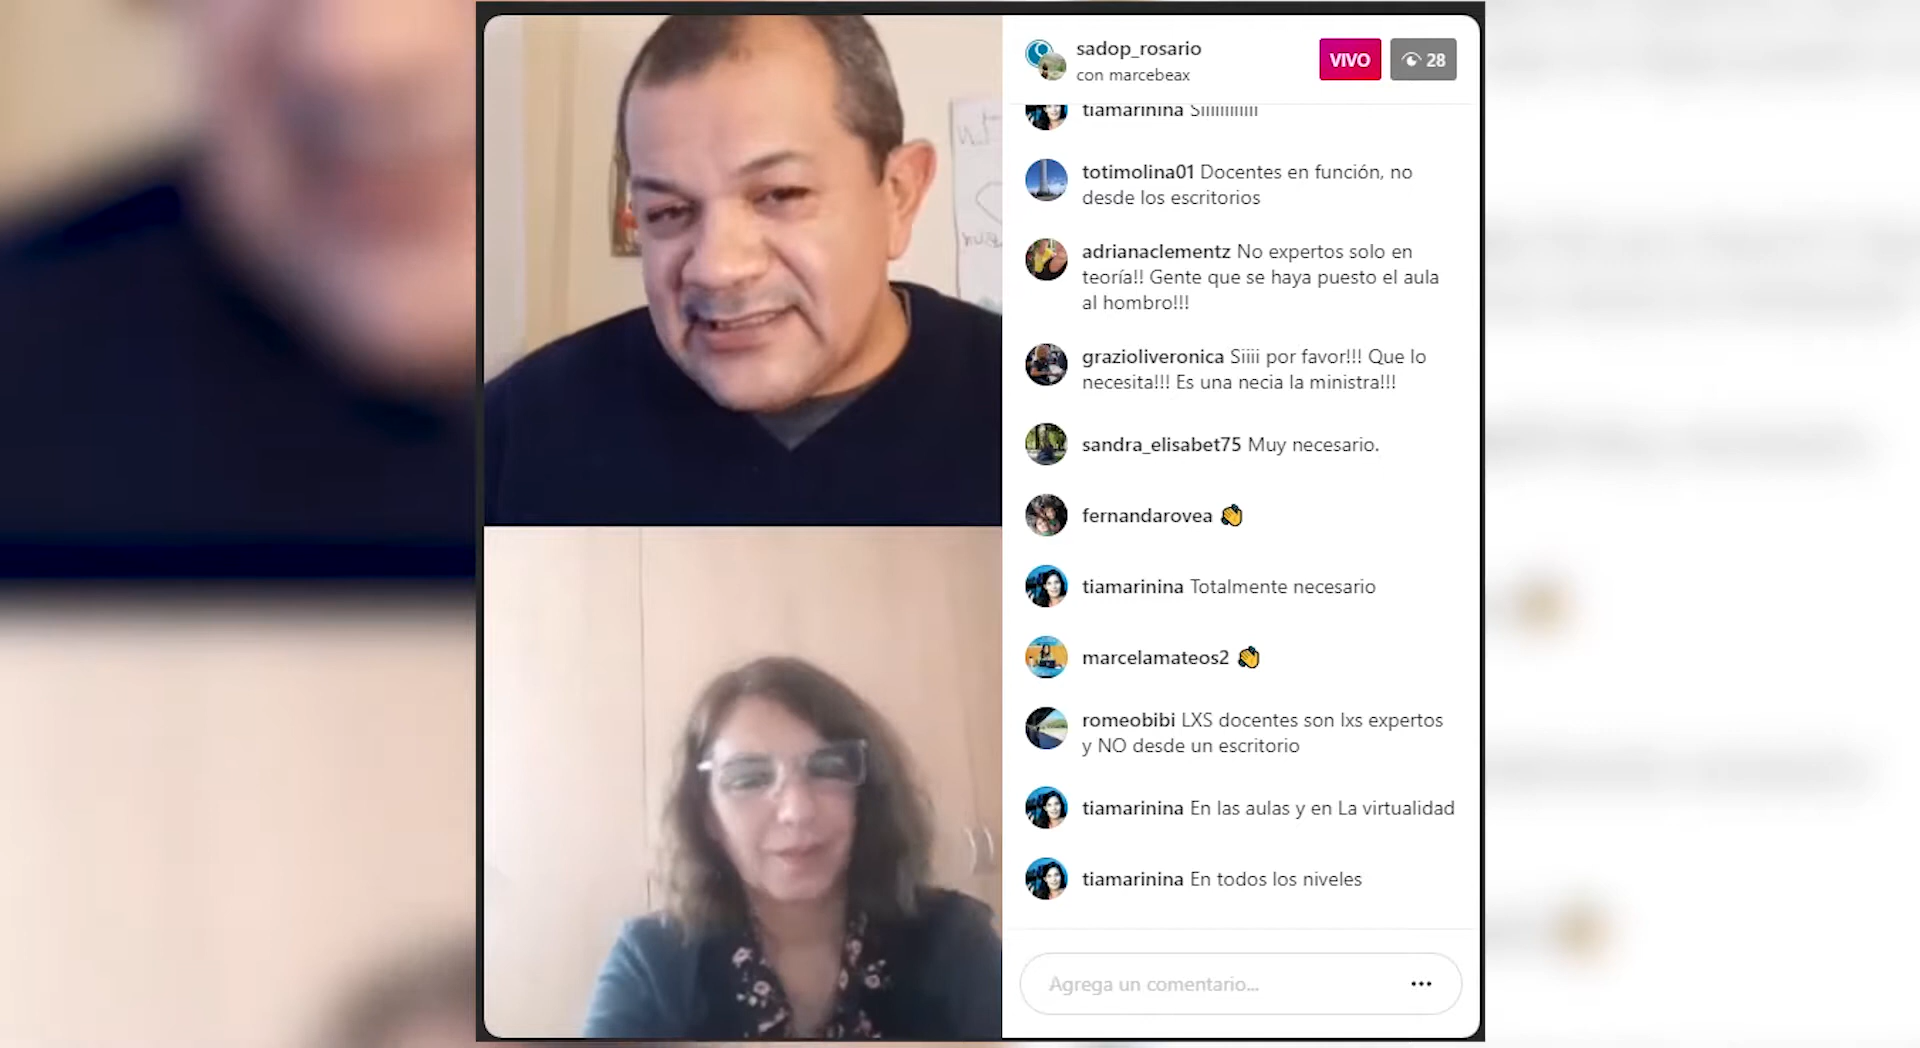 sadop_rosario
con marcebeax
VIVO
28
tiamarinina Siiiiiiiiiii
totimolina01 Docentes en función, no
desde los escritorios
adrianaclementz No expertos solo en
teoría!! Gente que se haya puesto el aula
al hombro!!!
grazioliveronica Siiii por favor!!! Que lo
necesita!!! Es una necia la ministra!!!
sandra_elisabet75 Muy necesario.
fernandarovea 👏
tiamarinina Totalmente necesario
marcelamateos2 👏
romeobibi LXS docentes son lxs expertos
y NO desde un escritorio
tiamarinina En las aulas y en La virtualidad
tiamarinina En todos los niveles
Agrega un comentario...